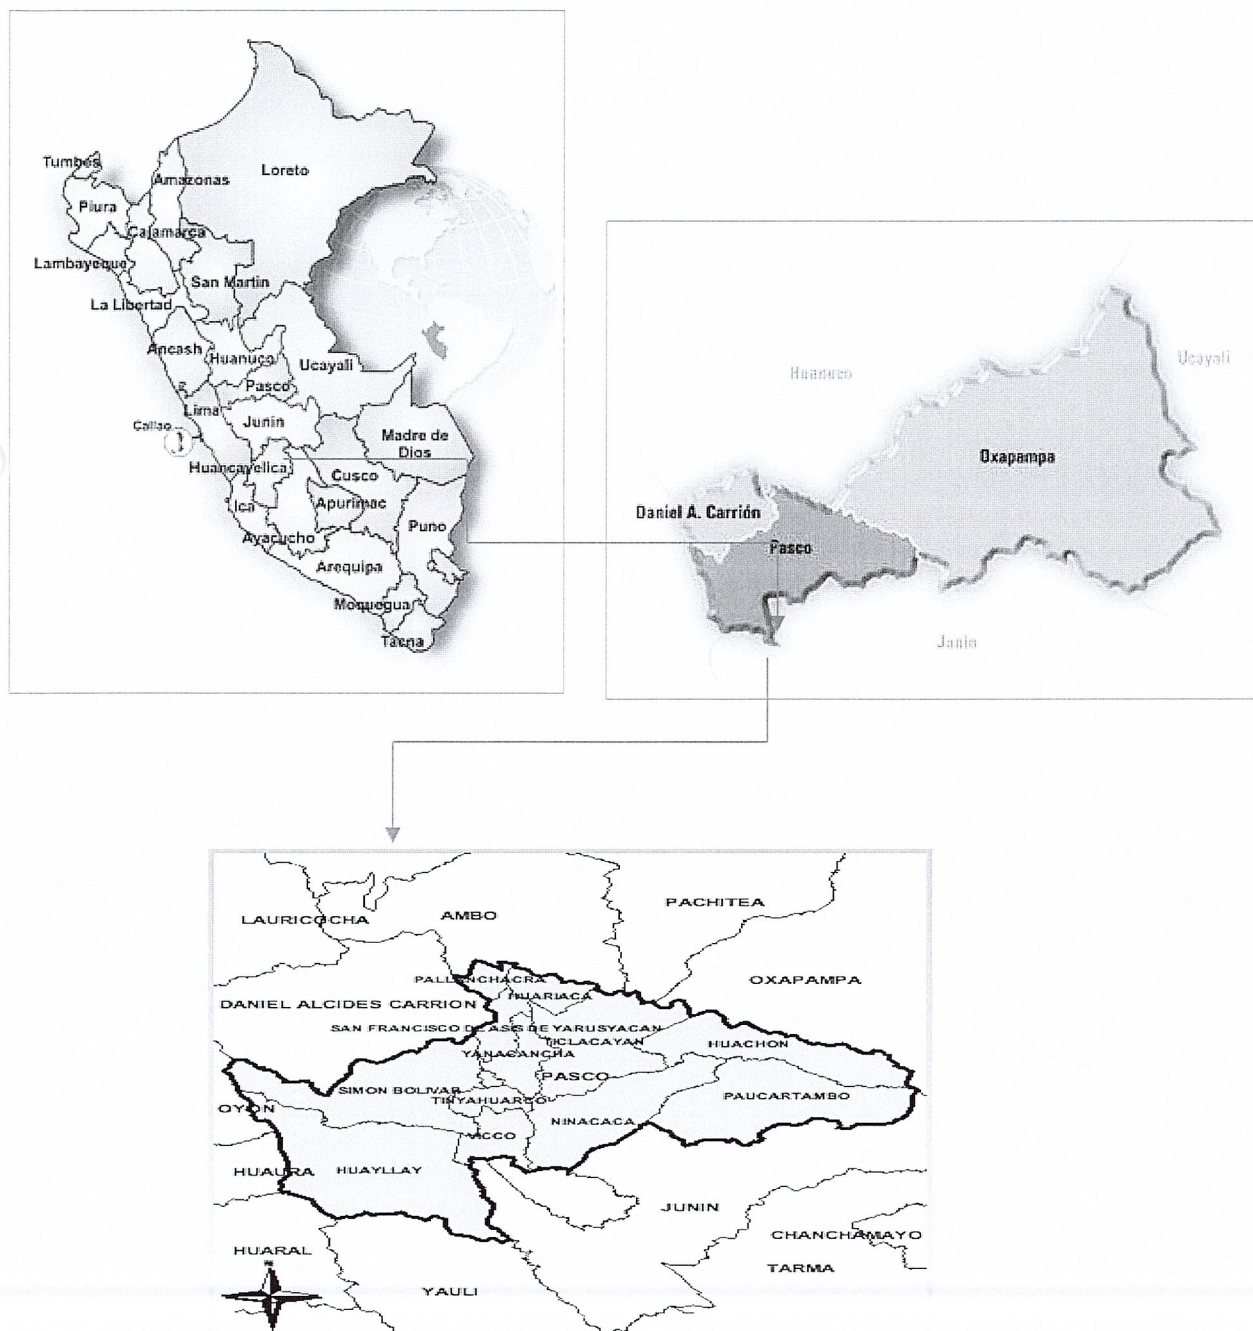 Loreto
Tumbes
Amazonas
Piura
Cajamarca
Lambayeque
San Martin
La Libertad
Ancash
Huanuco
Ucayali
Pasco
Lima
Junin
Callao
Madre de
Dios
Huancavelica
Cusco
Ica
Apurimac
Puno
Ayacucho
Arequipa
Moquegua
Tacna
Huanuco
Ucayali
Oxapampa
Daniel A. Carrión
Pasco
Junin
PACHITEA
LAURICOCHA
AMBO
PALLANCHACRA
OXAPAMPA
HUARIACA
DANIEL ALCIDES CARRION
SAN FRANCISCO DE ASIS DE YARUSYACAN
TICLACAYAN
HUACHON
YANACANCHA
PASCO
SIMON BOLIVAR
TINYAHUARCO
PAUCARTAMBO
OYON
NINACACA
VICCO
HUAURA
HUAYLLAY
JUNIN
CHANCHAMAYO
HUARAL
TARMA
N
YAULI